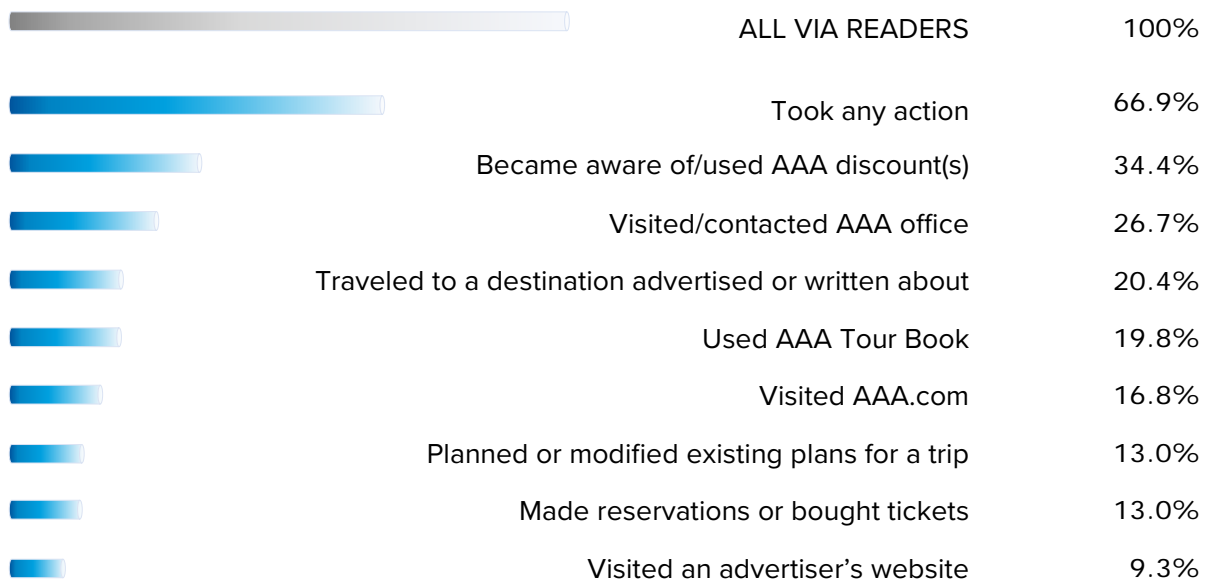 ALL VIA READERS 100%
Took any action 66.9%
Became aware of/used AAA discount(s) 34.4%
Visited/contacted AAA office 26.7%
Traveled to a destination advertised or written about 20.4%
Used AAA Tour Book 19.8%
Visited AAA.com 16.8%
Planned or modified existing plans for a trip 13.0%
Made reservations or bought tickets 13.0%
Visited an advertiser’s website 9.3%